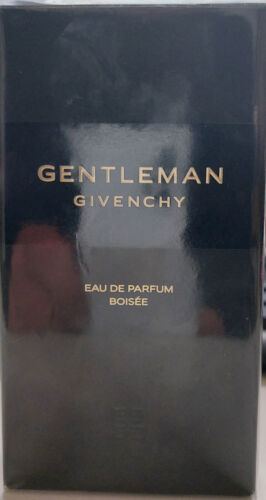 GENTLEMAN
GIVENCHY
EAU DE PARFUM
BOISÉE